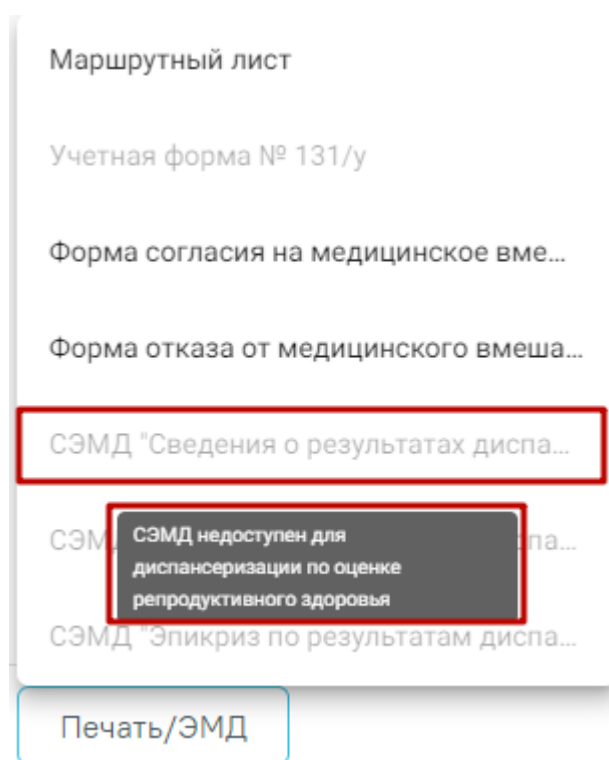 Маршрутный лист
Учетная форма № 131/у
Форма согласия на медицинское вме...
Форма отказа от медицинского вмеша...
СЭМД "Сведения о результатах диспа...
СЭМД недоступен для
диспансеризации по оценке
репродуктивного здоровья
СЭМД "Эпикриз по результатам диспа...
Печать/ЭМД